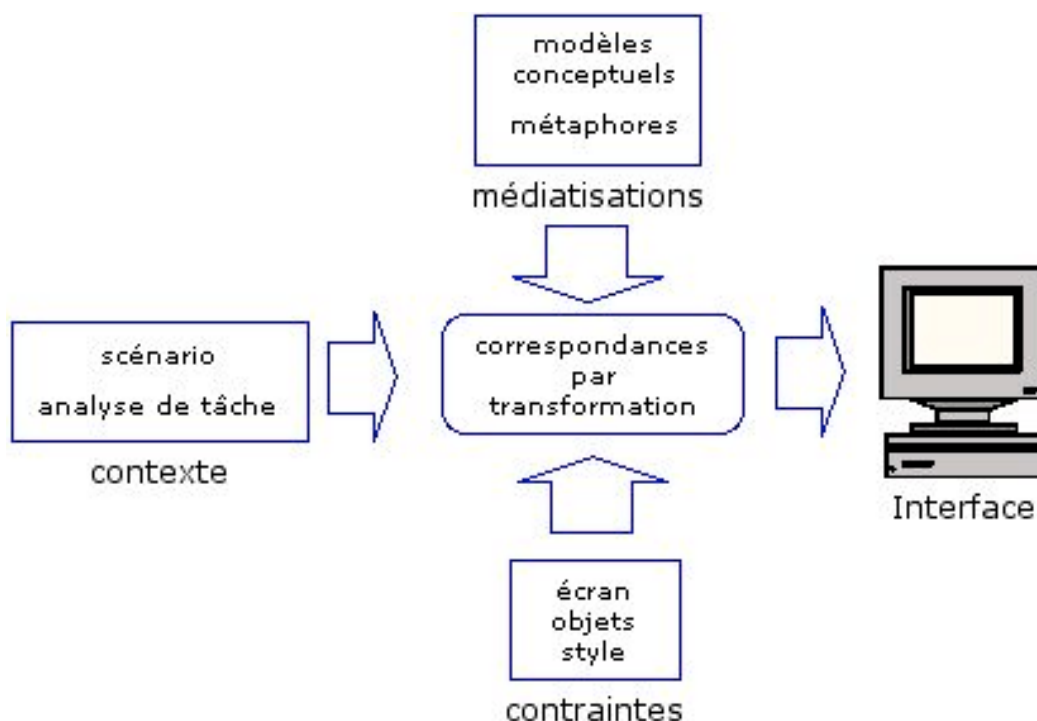 modèles
conceptuels
métaphores
médiatisations
scénario
analyse de tâche
contexte
correspondances
par
transformation
Interface
écran
objets
style
contraintes